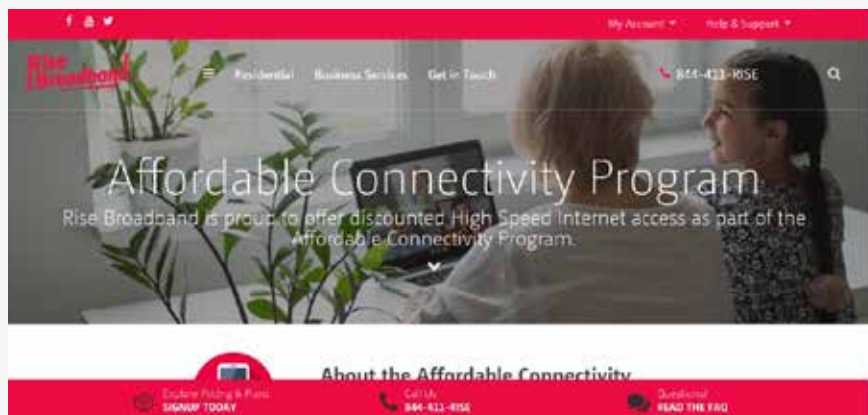 My Account
Help & Support
Rise Broadband
Residential
Business Services
Get in Touch
844-411-RISE
Affordable Connectivity Program
Rise Broadband is proud to offer discounted High Speed Internet access as part of the
Affordable Connectivity Program.
About the Affordable Connectivity
Explore Pricing & Plans
SIGNUP TODAY
Call Us
844-411-RISE
Questions?
READ THE FAQ